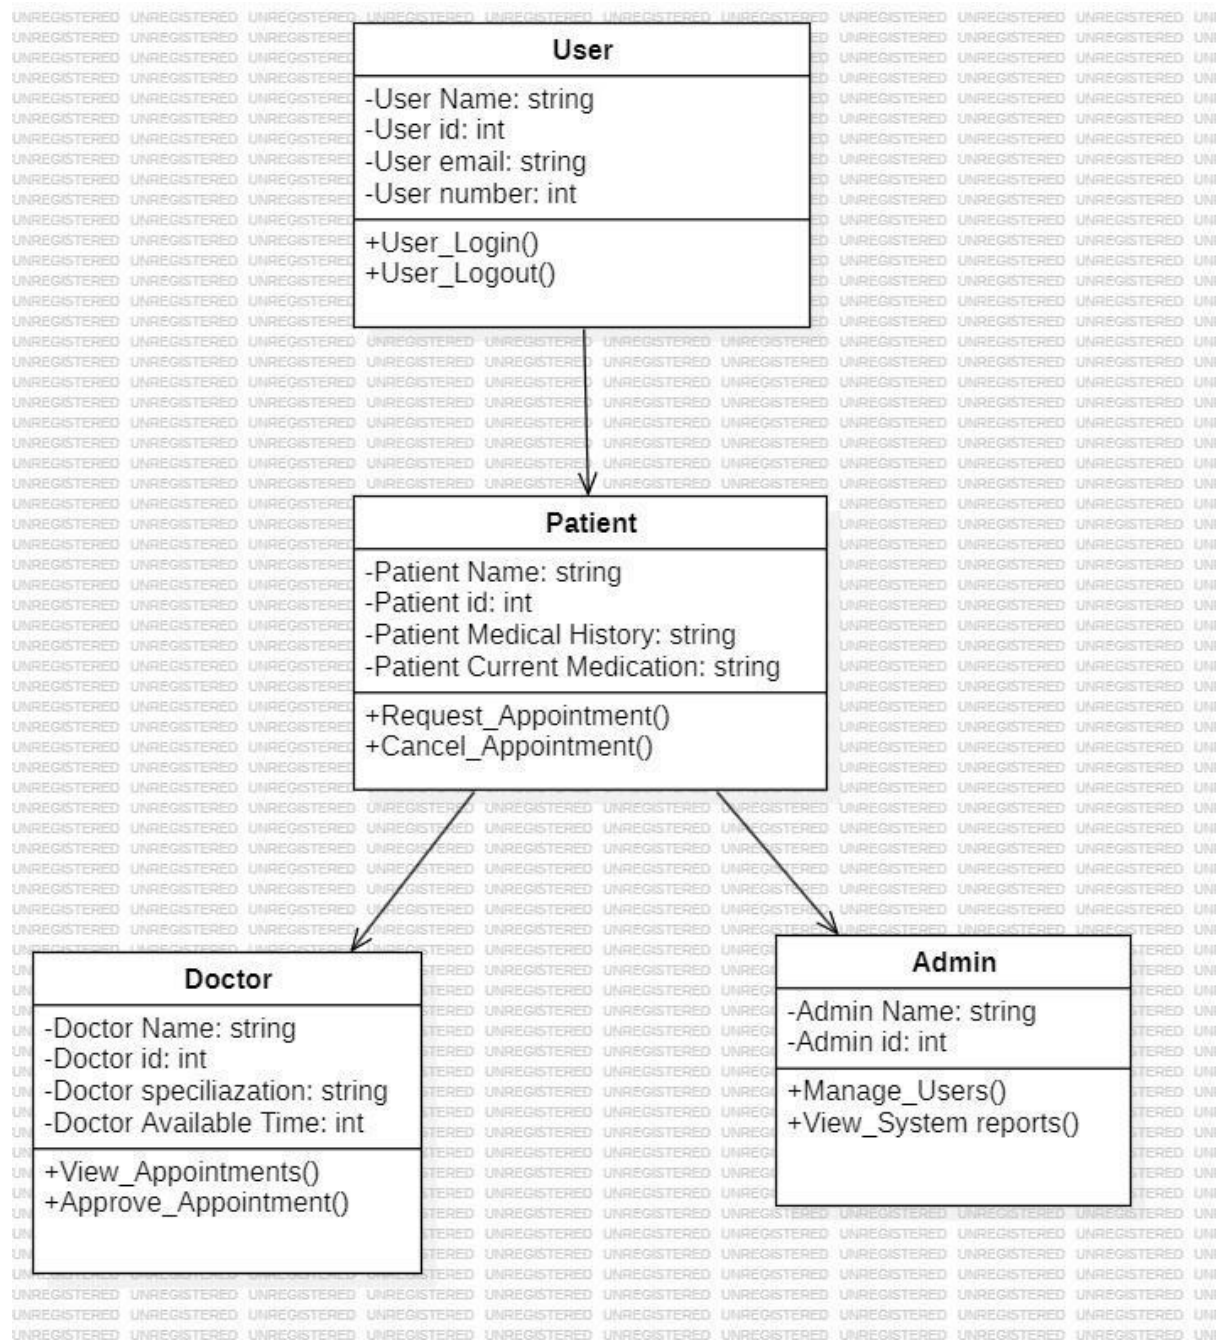 User
-User Name: string
-User id: int
-User email: string
-User number: int
+User_Login()
+User_Logout()
Patient
-Patient Name: string
-Patient id: int
-Patient Medical History: string
-Patient Current Medication: string
+Request_Appointment()
+Cancel_Appointment()
Doctor
-Doctor Name: string
-Doctor id: int
-Doctor speciliazation: string
-Doctor Available Time: int
+View_Appointments()
+Approve_Appointment()
Admin
-Admin Name: string
-Admin id: int
+Manage_Users()
+View_System reports()
UNREGISTERED